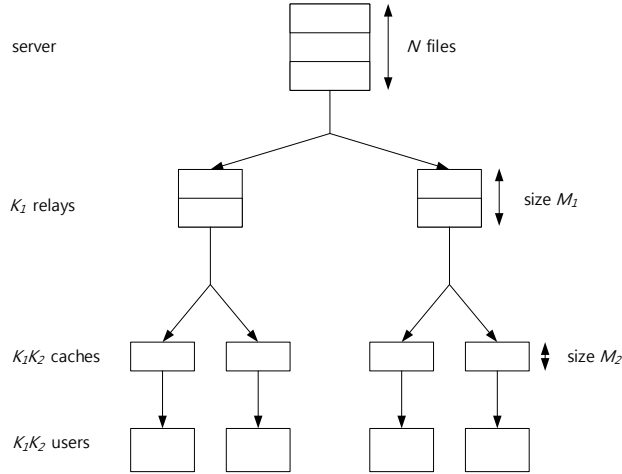 server
N files
K₁ relays
size M₁
K₁K₂ caches
size M₂
K₁K₂ users